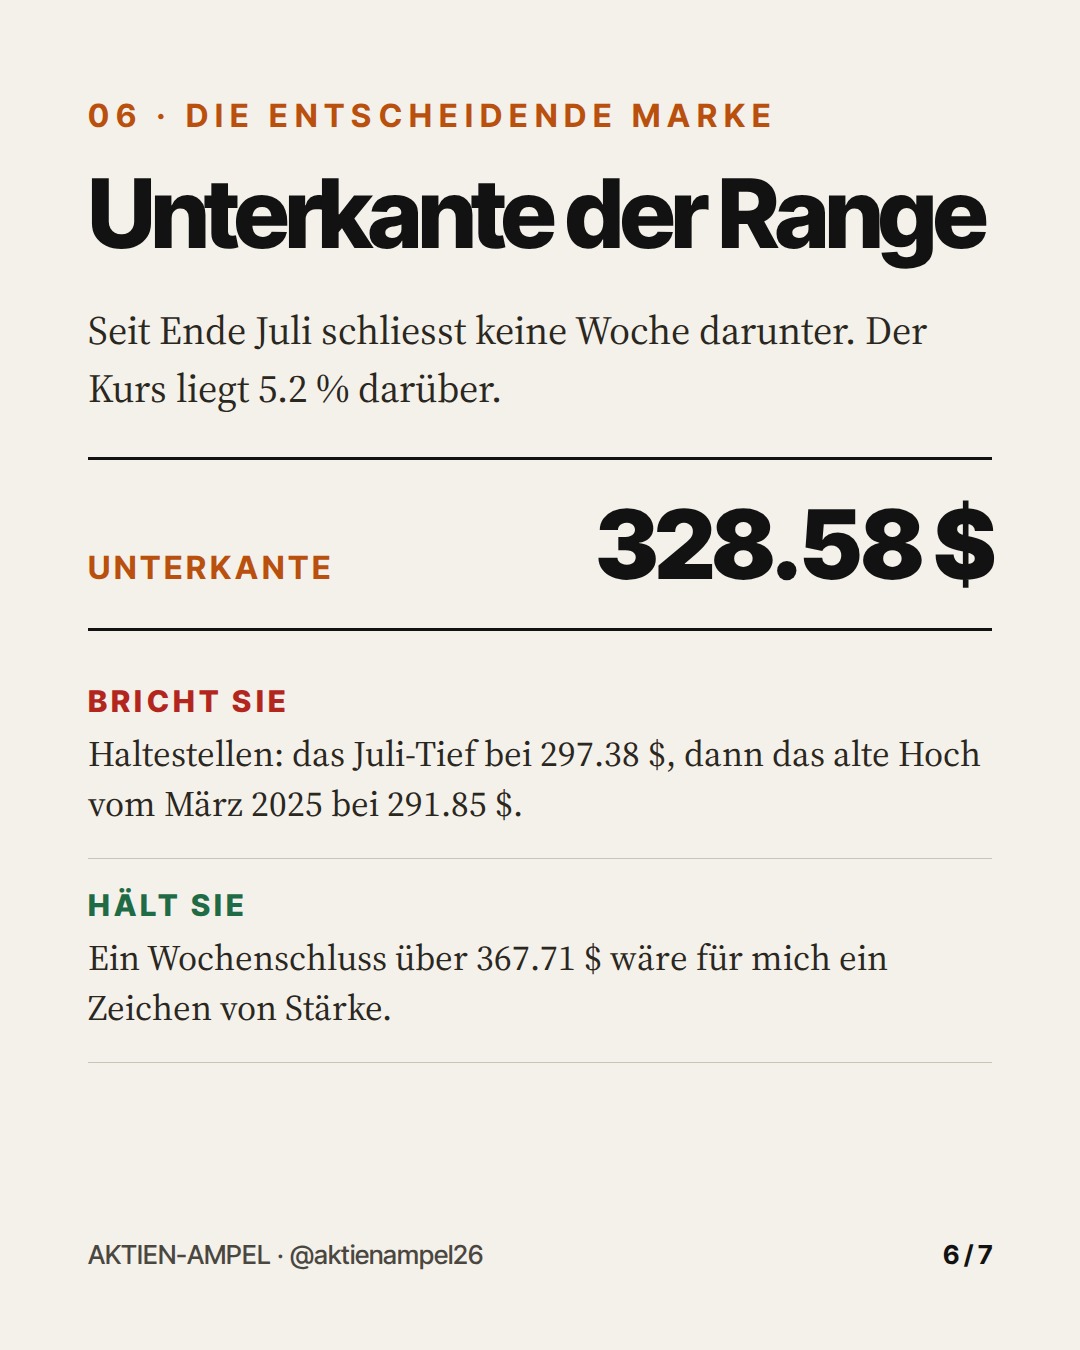 06 · DIE ENTSCHEIDENDE MARKE
Unterkante der Range
Seit Ende Juli schliesst keine Woche darunter. Der
Kurs liegt 5.2 % darüber.
UNTERKANTE 328.58 $
BRICHT SIE
Haltestellen: das Juli-Tief bei 297.38 $, dann das alte Hoch
vom März 2025 bei 291.85 $.
HÄLT SIE
Ein Wochenschluss über 367.71 $ wäre für mich ein
Zeichen von Stärke.
AKTIEN-AMPEL · @aktienampel26 6 / 7